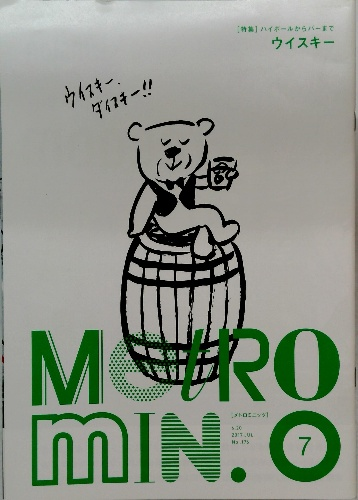 [特集] ハイボールからバーまで
ウイスキー
ウイスキー、
ダイスキー!!
METRO
MIN.
[メトロミニッツ]
7